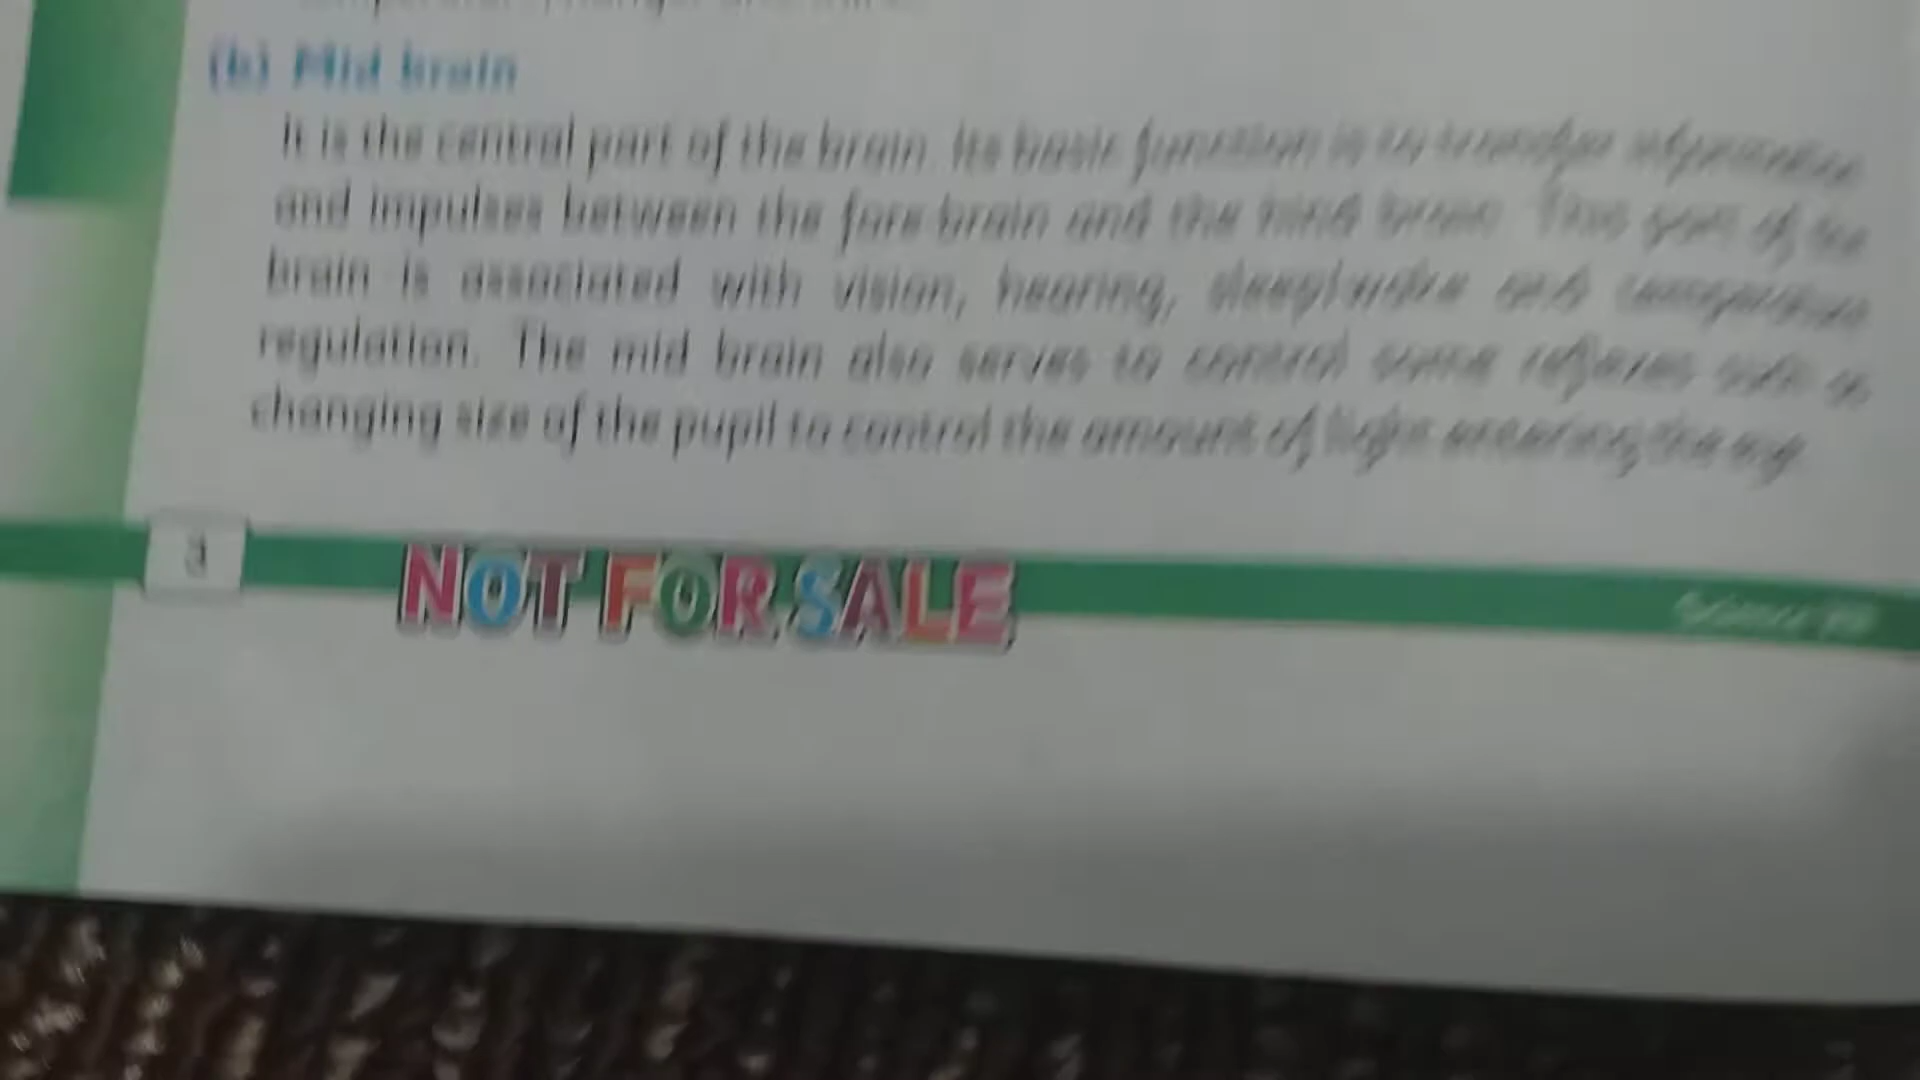 (b) Mid brain
It is the central part of the brain. Its basic function is to transfer information
and impulses between the fore brain and the hind brain. This part of the
brain is associated with vision, hearing, sleep/wake and temperature
regulation. The mid brain also serves to control some reflexes such as
changing size of the pupil to control the amount of light entering the eye.
NOT FOR SALE
Science